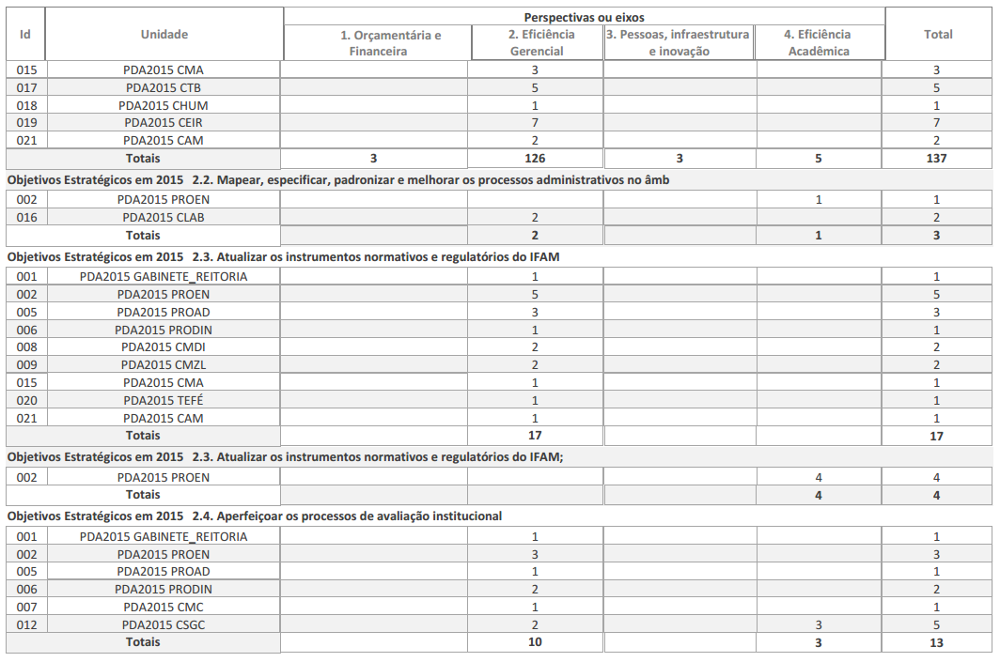 Perspectivas ou eixos
Id Unidade 1. Orçamentária e Financeira 2. Eficiência Gerencial 3. Pessoas, infraestrutura e inovação 4. Eficiência Acadêmica Total
015 PDA2015 CMA 3 3
017 PDA2015 CTB 5 5
018 PDA2015 CHUM 1 1
019 PDA2015 CEIR 7 7
021 PDA2015 CAM 2 2
Totais 3 126 3 5 137
Objetivos Estratégicos em 2015 2.2. Mapear, especificar, padronizar e melhorar os processos administrativos no âmb
002 PDA2015 PROEN 1 1
016 PDA2015 CLAB 2 2
Totais 2 1 3
Objetivos Estratégicos em 2015 2.3. Atualizar os instrumentos normativos e regulatórios do IFAM
001 PDA2015 GABINETE_REITORIA 1 1
002 PDA2015 PROEN 5 5
005 PDA2015 PROAD 3 3
006 PDA2015 PRODIN 1 1
008 PDA2015 CMDI 2 2
009 PDA2015 CMZL 2 2
015 PDA2015 CMA 1 1
020 PDA2015 TEFÉ 1 1
021 PDA2015 CAM 1 1
Totais 17 17
Objetivos Estratégicos em 2015 2.3. Atualizar os instrumentos normativos e regulatórios do IFAM;
002 PDA2015 PROEN 4 4
Totais 4 4
Objetivos Estratégicos em 2015 2.4. Aperfeiçoar os processos de avaliação institucional
001 PDA2015 GABINETE_REITORIA 1 1
002 PDA2015 PROEN 3 3
005 PDA2015 PROAD 1 1
006 PDA2015 PRODIN 2 2
007 PDA2015 CMC 1 1
012 PDA2015 CSGC 2 3 5
Totais 10 3 13